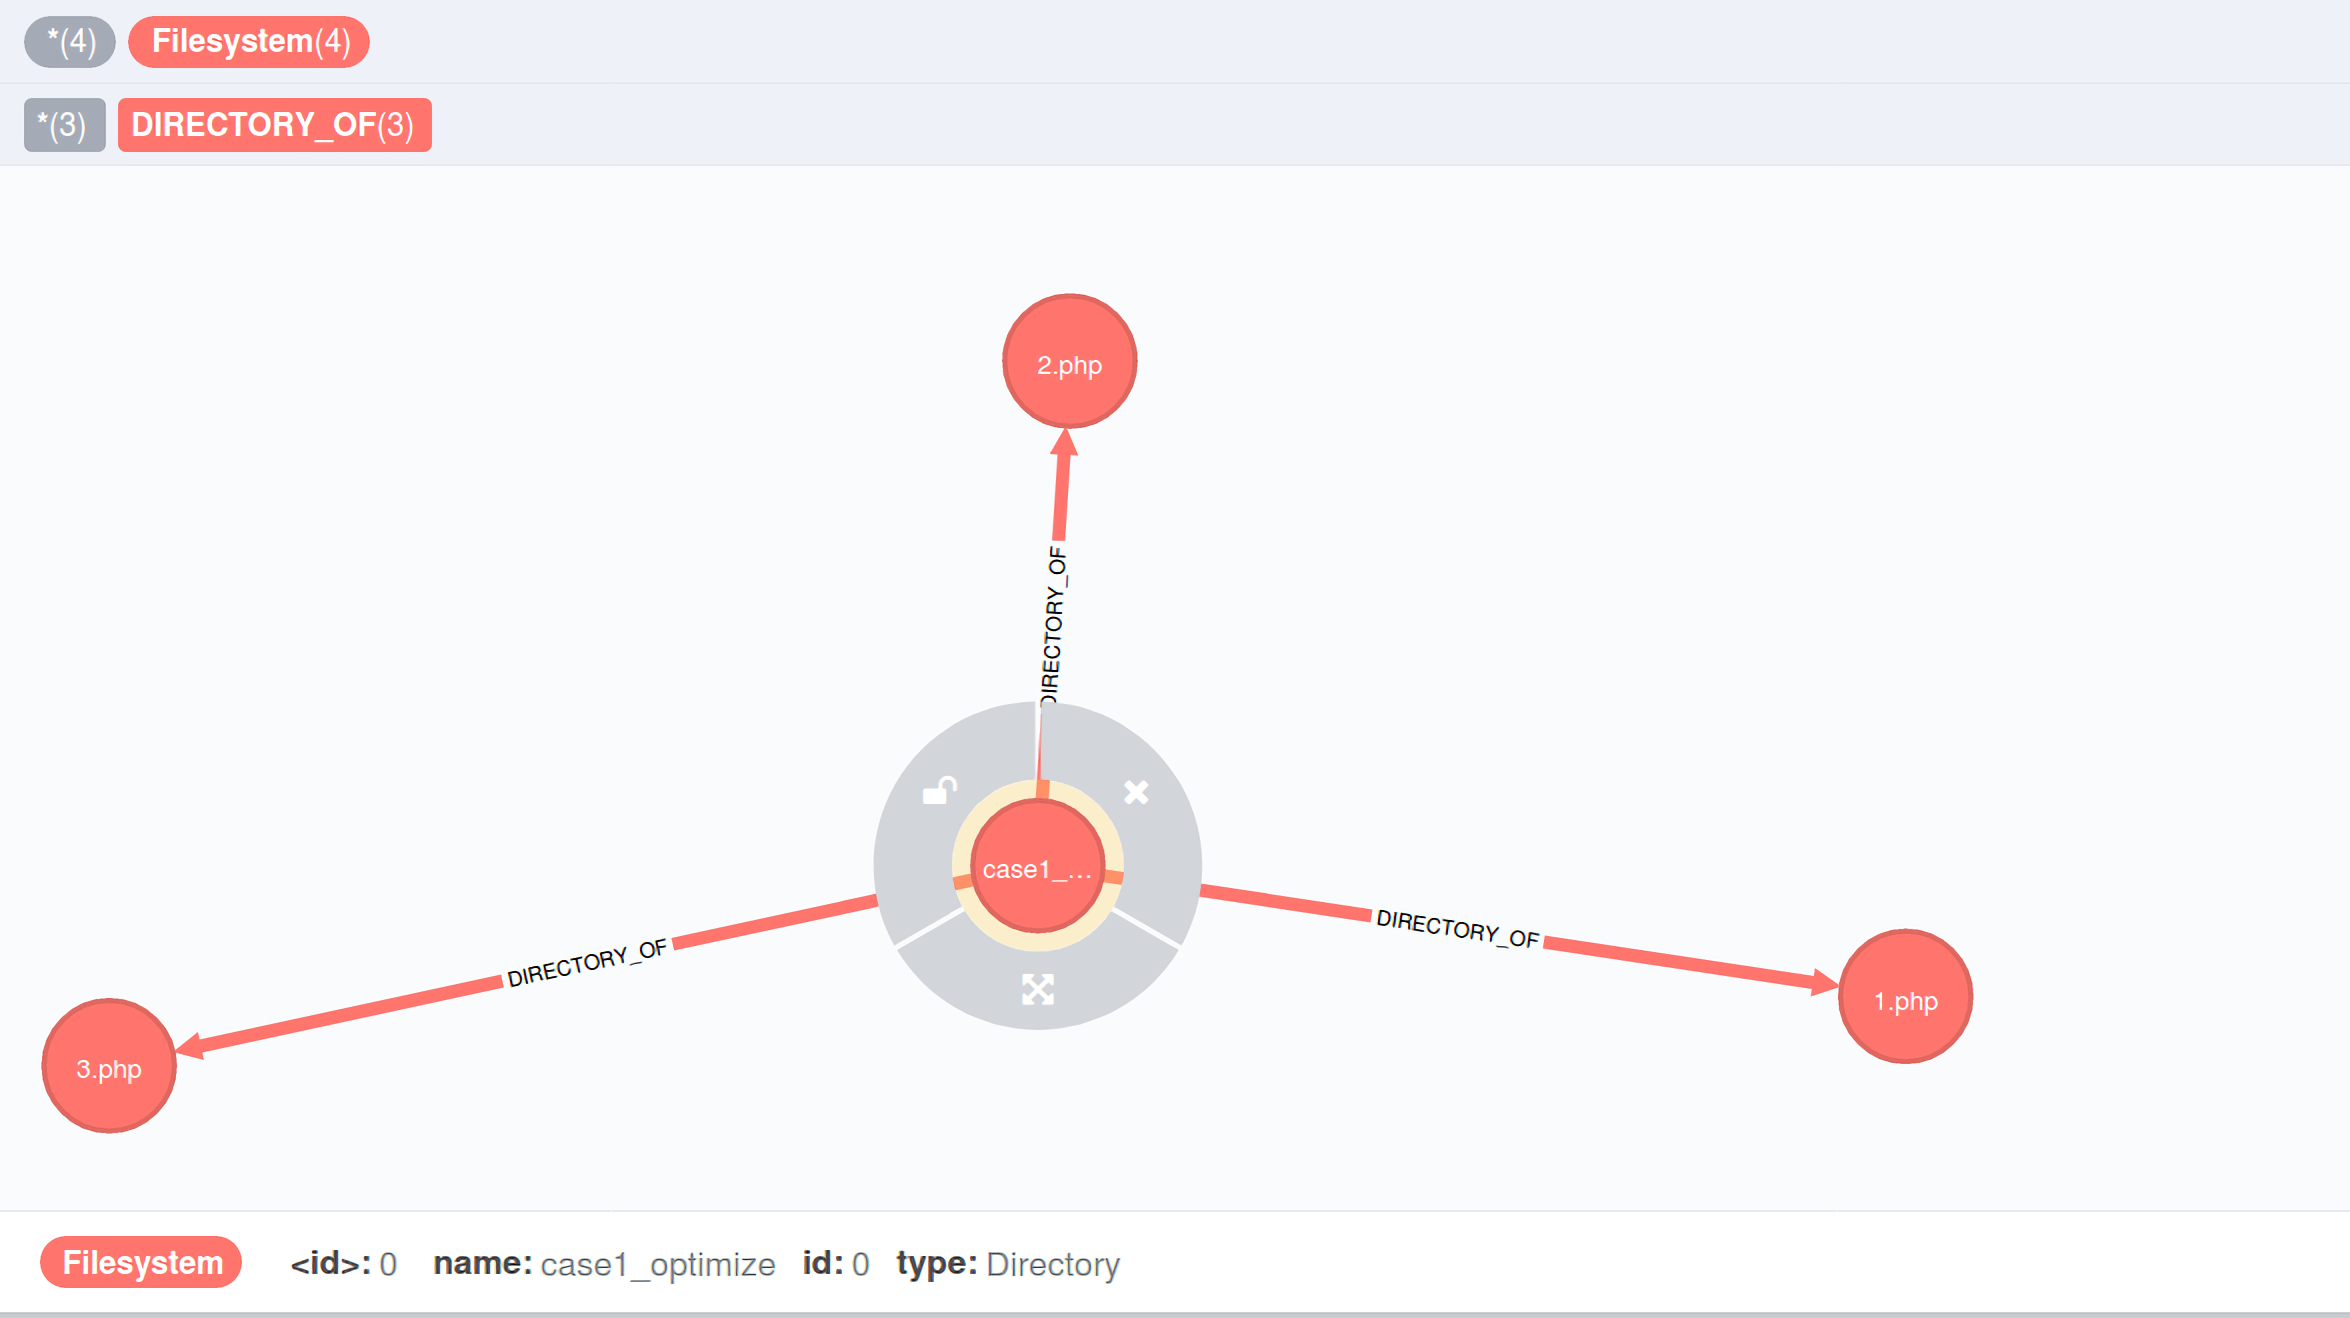 *(4) Filesystem(4)
*(3) DIRECTORY_OF(3)
2.php
DIRECTORY_OF
case1_...
DIRECTORY_OF
DIRECTORY_OF
1.php
3.php
Filesystem <id>: 0 name: case1_optimize id: 0 type: Directory